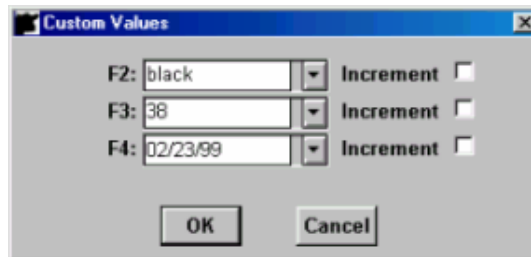 Custom Values
F2: black Increment
F3: 38 Increment
F4: 02/23/99 Increment
OK Cancel